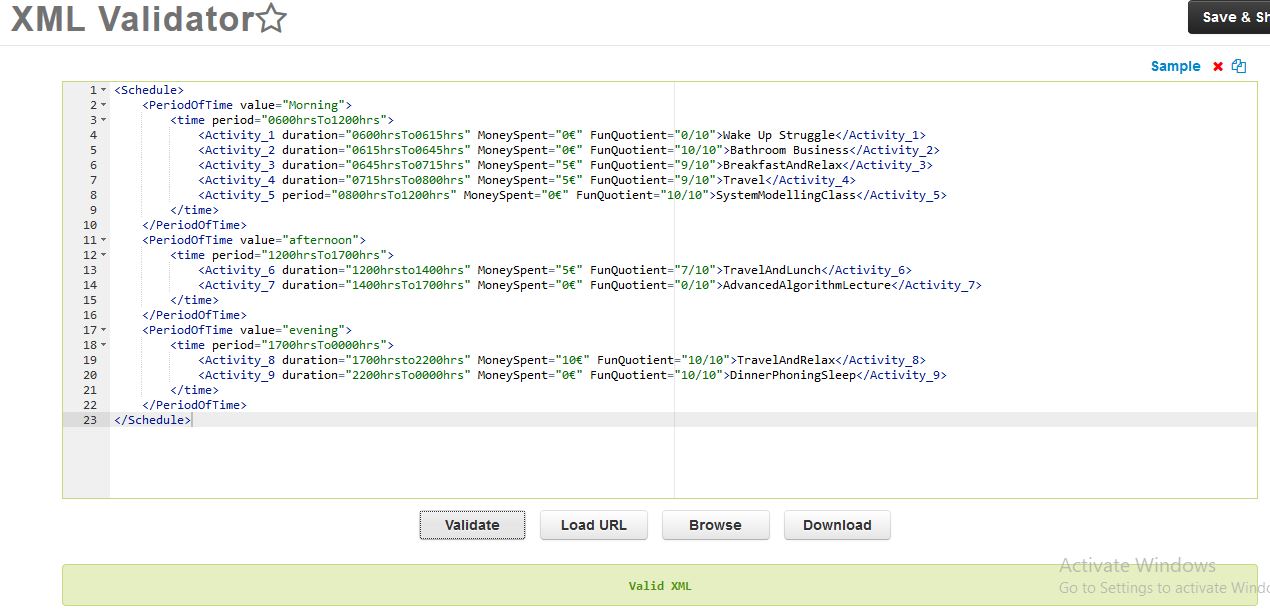 XML Validator
Save & Sh
Sample
1 <Schedule>
2 <PeriodOfTime value="Morning">
3 <time period="0600hrsTo1200hrs">
4 <Activity_1 duration="0600hrsTo0615hrs" MoneySpent="0€" FunQuotient="0/10">Wake Up Struggle</Activity_1>
5 <Activity_2 duration="0615hrsTo0645hrs" MoneySpent="0€" FunQuotient="10/10">Bathroom Business</Activity_2>
6 <Activity_3 duration="0645hrsTo0715hrs" MoneySpent="5€" FunQuotient="9/10">BreakfastAndRelax</Activity_3>
7 <Activity_4 duration="0715hrsTo0800hrs" MoneySpent="5€" FunQuotient="9/10">Travel</Activity_4>
8 <Activity_5 period="0800hrsTo1200hrs" MoneySpent="0€" FunQuotient="10/10">SystemModellingClass</Activity_5>
9 </time>
10 </PeriodOfTime>
11 <PeriodOfTime value="afternoon">
12 <time period="1200hrsTo1700hrs">
13 <Activity_6 duration="1200hrsto1400hrs" MoneySpent="5€" FunQuotient="7/10">TravelAndLunch</Activity_6>
14 <Activity_7 duration="1400hrsTo1700hrs" MoneySpent="0€" FunQuotient="0/10">AdvancedAlgorithmLecture</Activity_7>
15 </time>
16 </PeriodOfTime>
17 <PeriodOfTime value="evening">
18 <time period="1700hrsTo0000hrs">
19 <Activity_8 duration="1700hrsto2200hrs" MoneySpent="10€" FunQuotient="10/10">TravelAndRelax</Activity_8>
20 <Activity_9 duration="2200hrsTo0000hrs" MoneySpent="0€" FunQuotient="10/10">DinnerPhoningSleep</Activity_9>
21 </time>
22 </PeriodOfTime>
23 </Schedule>
Validate Load URL Browse Download
Activate Windows
Valid XML
Go to Settings to activate Windo